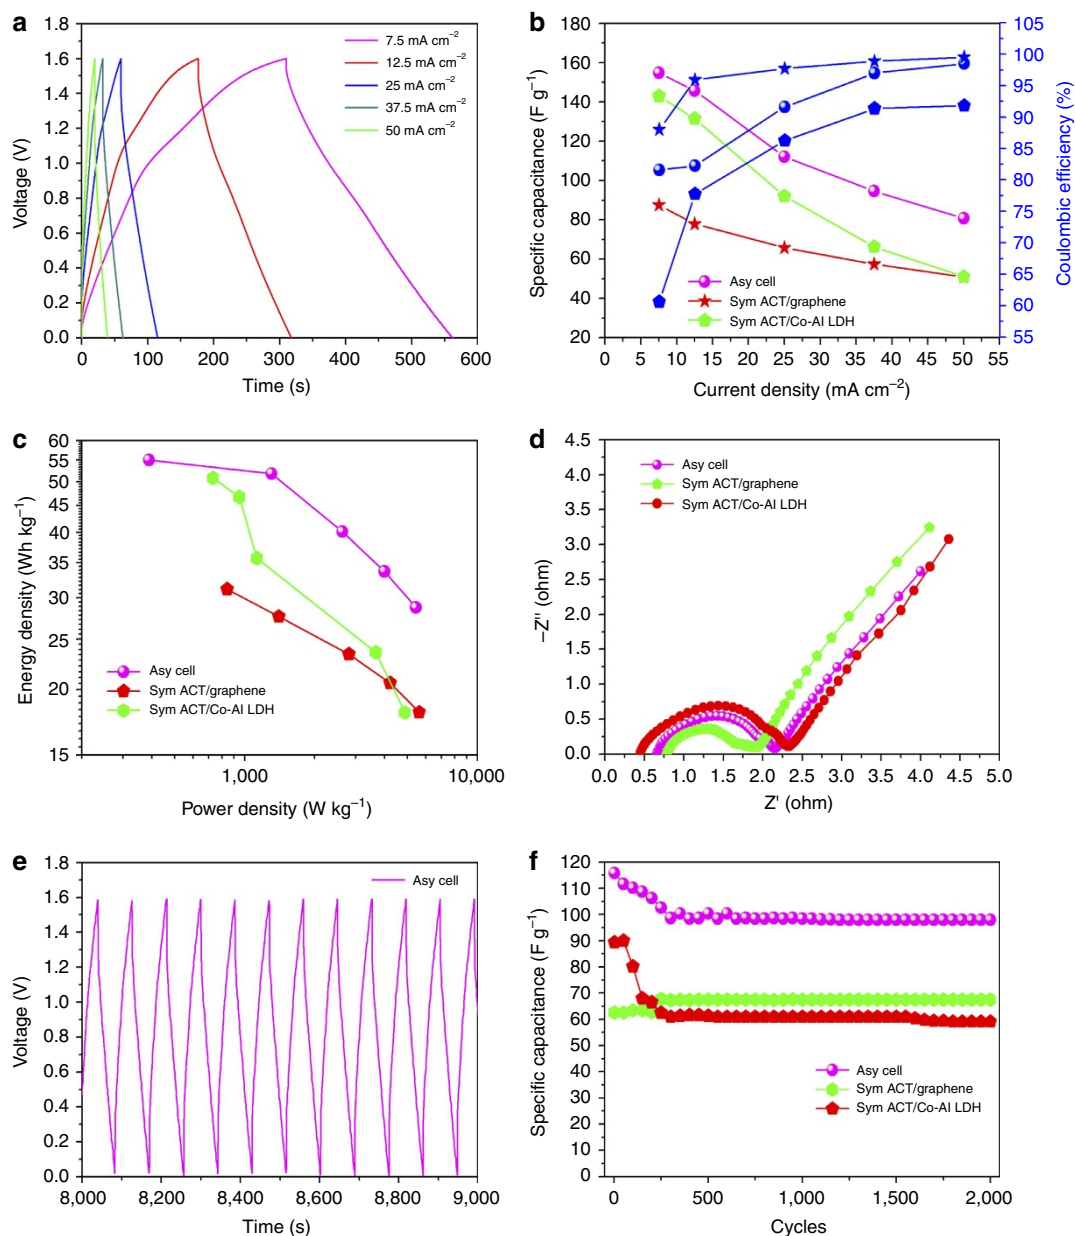 a
1.8
1.6
1.4
1.2
1.0
0.8
0.6
0.4
0.2
0.0
Voltage (V)
0 100 200 300 400 500 600
Time (s)
7.5 mA cm⁻²
12.5 mA cm⁻²
25 mA cm⁻²
37.5 mA cm⁻²
50 mA cm⁻²
b
180
160
140
120
100
80
60
40
20
Specific capacitance (F g⁻¹)
105
100
95
90
85
80
75
70
65
60
55
Coulombic efficiency (%)
0 5 10 15 20 25 30 35 40 45 50 55
Current density (mA cm⁻²)
Asy cell
Sym ACT/graphene
Sym ACT/Co-Al LDH
c
60
55
50
45
40
35
30
25
20
15
Energy density (Wh kg⁻¹)
1,000 10,000
Power density (W kg⁻¹)
Asy cell
Sym ACT/graphene
Sym ACT/Co-Al LDH
d
4.5
4.0
3.5
3.0
2.5
2.0
1.5
1.0
0.5
0.0
–Z'' (ohm)
0.0 0.5 1.0 1.5 2.0 2.5 3.0 3.5 4.0 4.5 5.0
Z' (ohm)
Asy cell
Sym ACT/graphene
Sym ACT/Co-Al LDH
e
1.8
1.6
1.4
1.2
1.0
0.8
0.6
0.4
0.2
0.0
Voltage (V)
8,000 8,200 8,400 8,600 8,800 9,000
Time (s)
Asy cell
f
120
110
100
90
80
70
60
50
40
30
20
10
0
Specific capacitance (F g⁻¹)
0 500 1,000 1,500 2,000
Cycles
Asy cell
Sym ACT/graphene
Sym ACT/Co-Al LDH